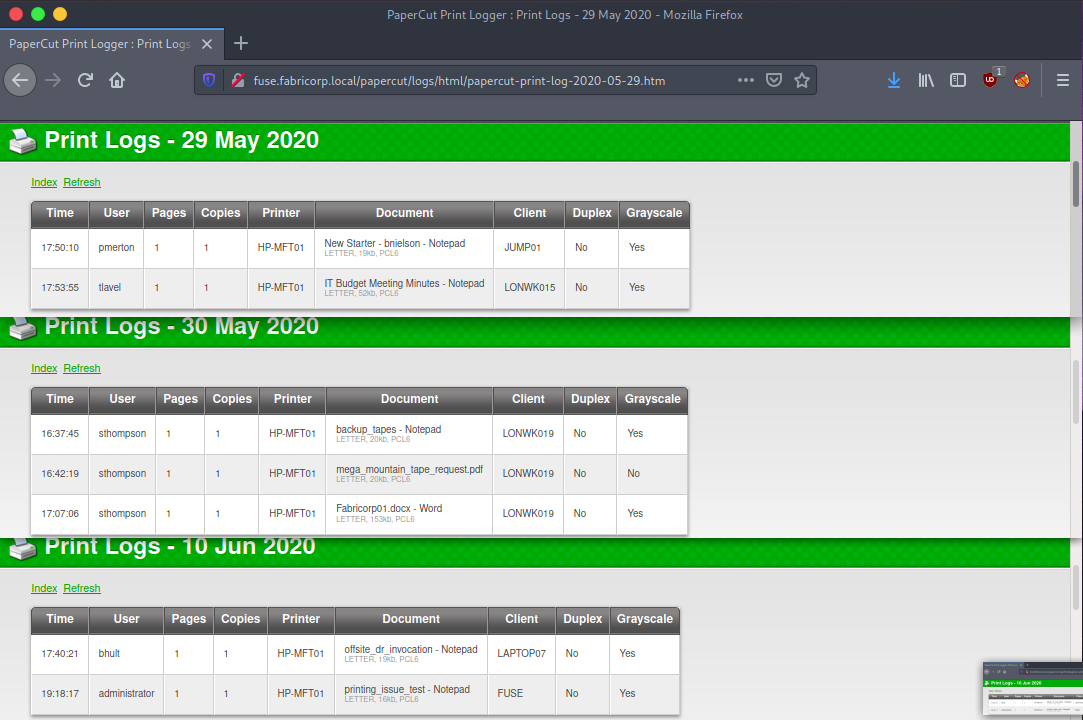 PaperCut Print Logger : Print Logs - 29 May 2020 - Mozilla Firefox
PaperCut Print Logger : Print Logs
fuse.fabricorp.local/papercut/logs/html/papercut-print-log-2020-05-29.htm
1
Print Logs - 29 May 2020
Index Refresh
Time User Pages Copies Printer Document Client Duplex Grayscale
17:50:10 pmerton 1 1 HP-MFT01 New Starter - bnielson - Notepad JUMP01 No Yes
LETTER, 19kb, PCL6
17:53:55 tlavel 1 1 HP-MFT01 IT Budget Meeting Minutes - Notepad LONWK015 No Yes
LETTER, 52kb, PCL6
Print Logs - 30 May 2020
Index Refresh
Time User Pages Copies Printer Document Client Duplex Grayscale
16:37:45 sthompson 1 1 HP-MFT01 backup_tapes - Notepad LONWK019 No Yes
LETTER, 20kb, PCL6
16:42:19 sthompson 1 1 HP-MFT01 mega_mountain_tape_request.pdf LONWK019 No No
LETTER, 20kb, PCL6
17:07:06 sthompson 1 1 HP-MFT01 Fabricorp01.docx - Word LONWK019 No Yes
LETTER, 153kb, PCL6
Print Logs - 10 Jun 2020
Index Refresh
Time User Pages Copies Printer Document Client Duplex Grayscale
17:40:21 bhult 1 1 HP-MFT01 offsite_dr_invocation - Notepad LAPTOP07 No Yes
LETTER, 19kb, PCL6
19:18:17 administrator 1 1 HP-MFT01 printing_issue_test - Notepad FUSE No Yes
LETTER, 16kb, PCL6
Print Logs - 10 Jun 2020